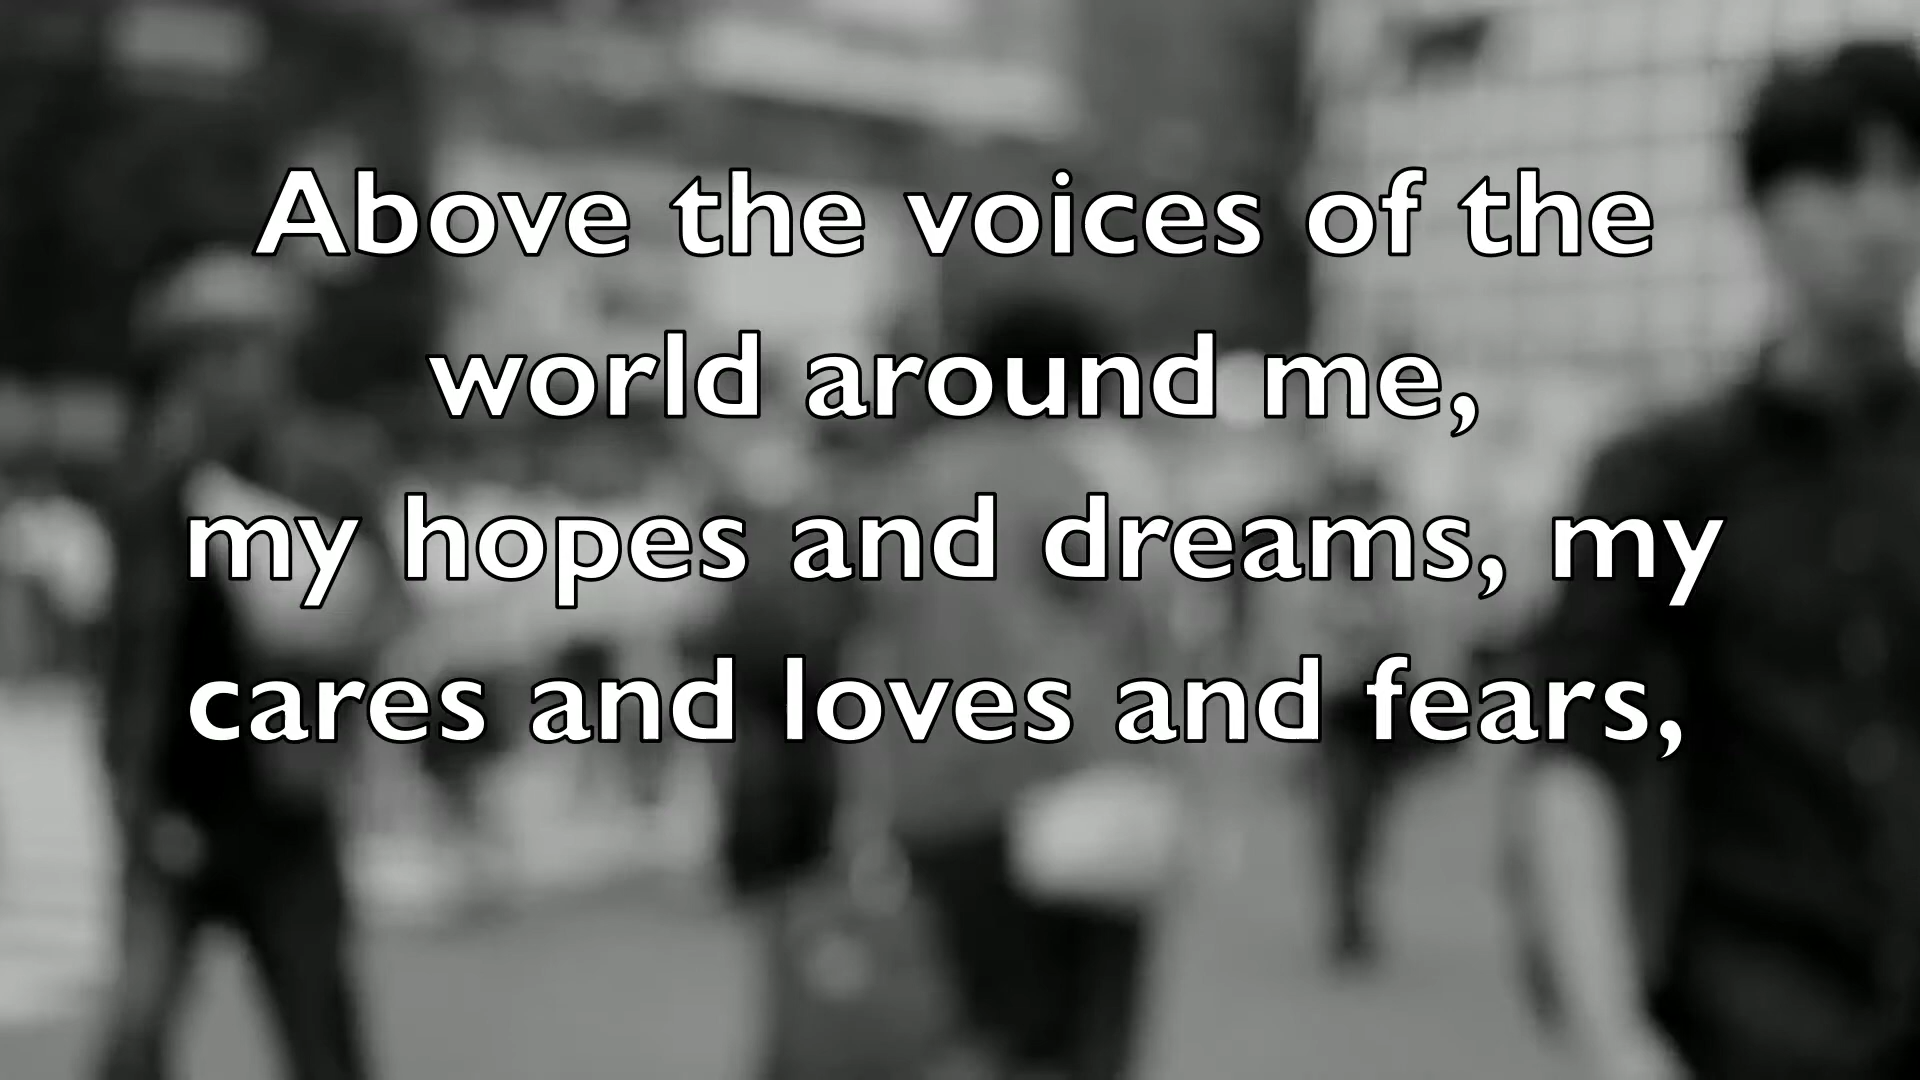 Above the voices of the
world around me,
my hopes and dreams, my
cares and loves and fears,